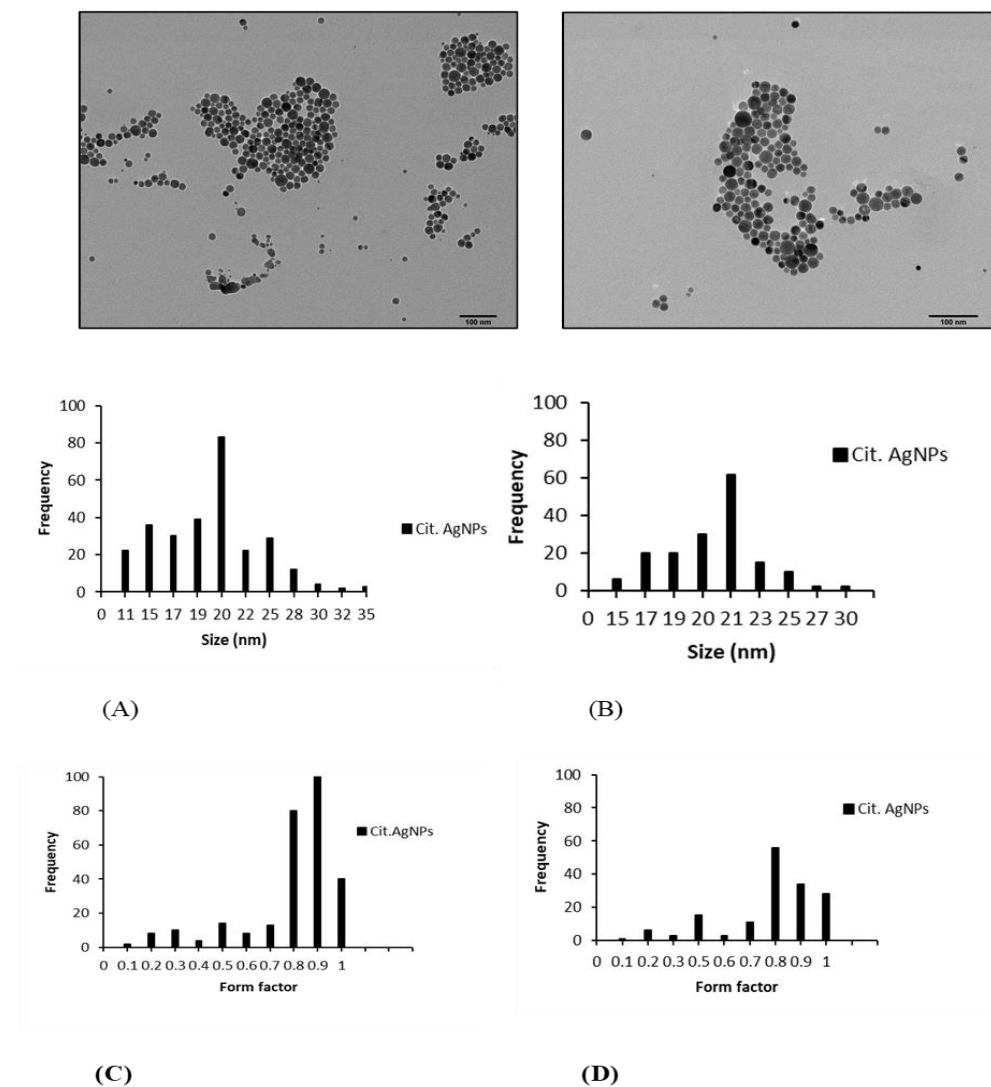 100 nm
100 nm
100
80
60
40
20
0
Frequency
0 11 15 17 19 20 22 25 28 30 32 35
Size (nm)
Cit. AgNPs
100
80
60
40
20
0
Frequency
0 15 17 19 20 21 23 25 27 30
Size (nm)
Cit. AgNPs
(A)
(B)
100
80
60
40
20
0
Frequency
0 0.1 0.2 0.3 0.4 0.5 0.6 0.7 0.8 0.9 1
Form factor
Cit.AgNPs
100
80
60
40
20
0
Frequency
0 0.1 0.2 0.3 0.5 0.6 0.7 0.8 0.9 1
Form factor
Cit. AgNPs
(C)
(D)